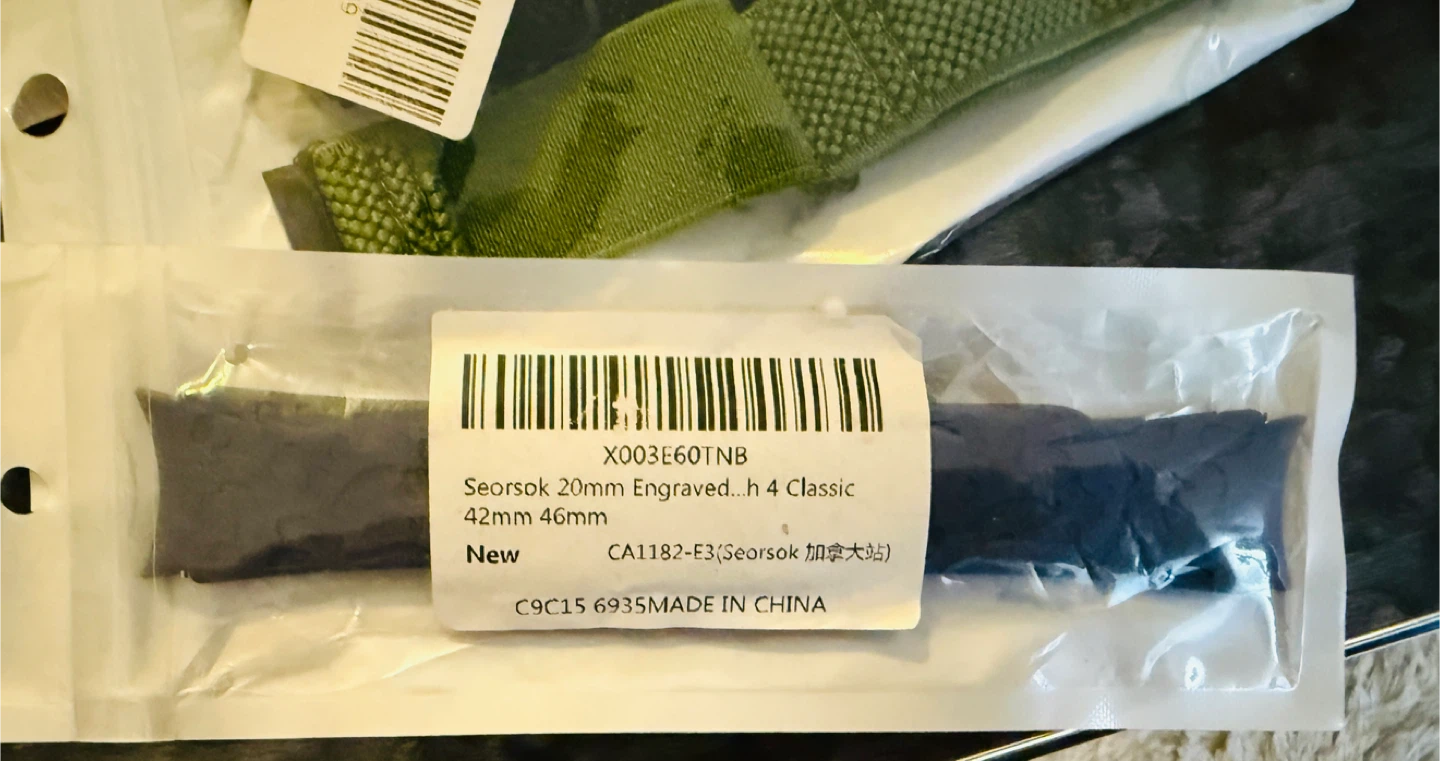 X003E60TNB
Seorsok 20mm Engraved...h 4 Classic
42mm 46mm
New CA1182-E3(Seorsok 加拿大站)
C9C15 6935MADE IN CHINA